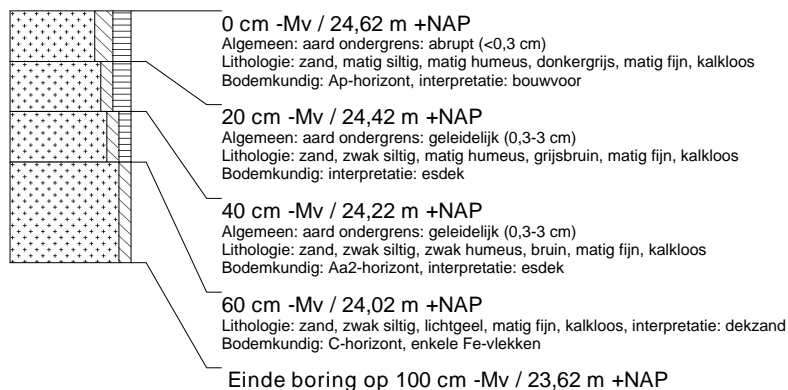 0 cm -Mv / 24,62 m +NAP
Algemeen: aard ondergrens: abrupt (<0,3 cm)
Lithologie: zand, matig siltig, matig humeus, donkergrijs, matig fijn, kalkloos
Bodemkundig: Ap-horizont, interpretatie: bouwvoor
20 cm -Mv / 24,42 m +NAP
Algemeen: aard ondergrens: geleidelijk (0,3-3 cm)
Lithologie: zand, zwak siltig, matig humeus, grijsbruin, matig fijn, kalkloos
Bodemkundig: interpretatie: esdek
40 cm -Mv / 24,22 m +NAP
Algemeen: aard ondergrens: geleidelijk (0,3-3 cm)
Lithologie: zand, zwak siltig, zwak humeus, bruin, matig fijn, kalkloos
Bodemkundig: Aa2-horizont, interpretatie: esdek
60 cm -Mv / 24,02 m +NAP
Lithologie: zand, zwak siltig, lichtgeel, matig fijn, kalkloos, interpretatie: dekzand
Bodemkundig: C-horizont, enkele Fe-vlekken
Einde boring op 100 cm -Mv / 23,62 m +NAP